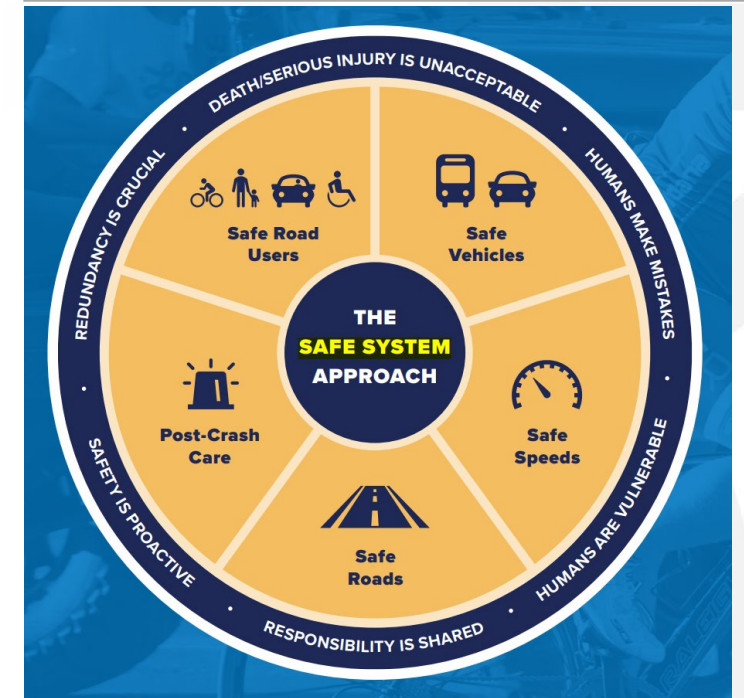 DEATH/SERIOUS INJURY IS UNACCEPTABLE
HUMANS MAKE MISTAKES
HUMANS ARE VULNERABLE
RESPONSIBILITY IS SHARED
SAFETY IS PROACTIVE
REDUNDANCY IS CRUCIAL
Safe Road
Users
Safe
Vehicles
THE
SAFE SYSTEM
APPROACH
Post-Crash
Care
Safe
Speeds
Safe
Roads
RALEIGH